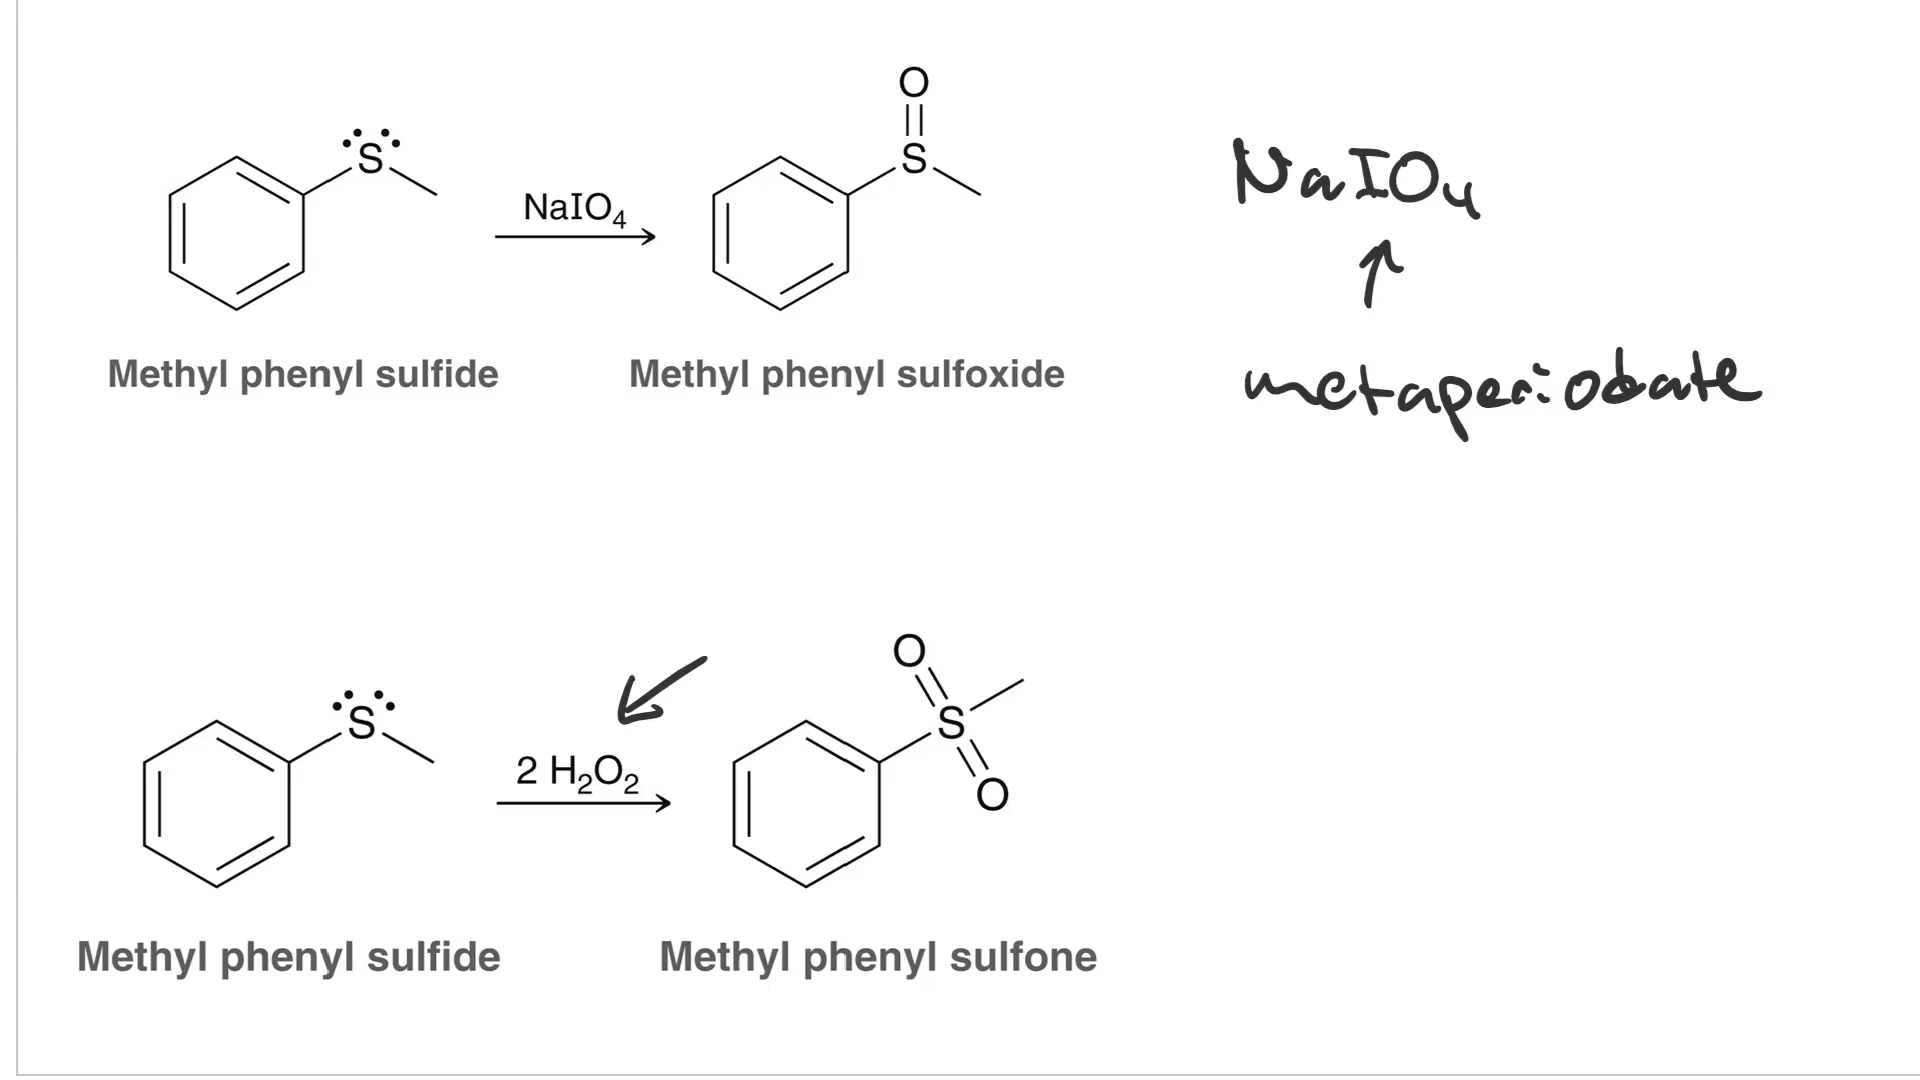 O
S
S
NaIO₄
Methyl phenyl sulfide
Methyl phenyl sulfoxide
NaIO₄
metaperiodate
O
S
S
2 H₂O₂
O
Methyl phenyl sulfide
Methyl phenyl sulfone